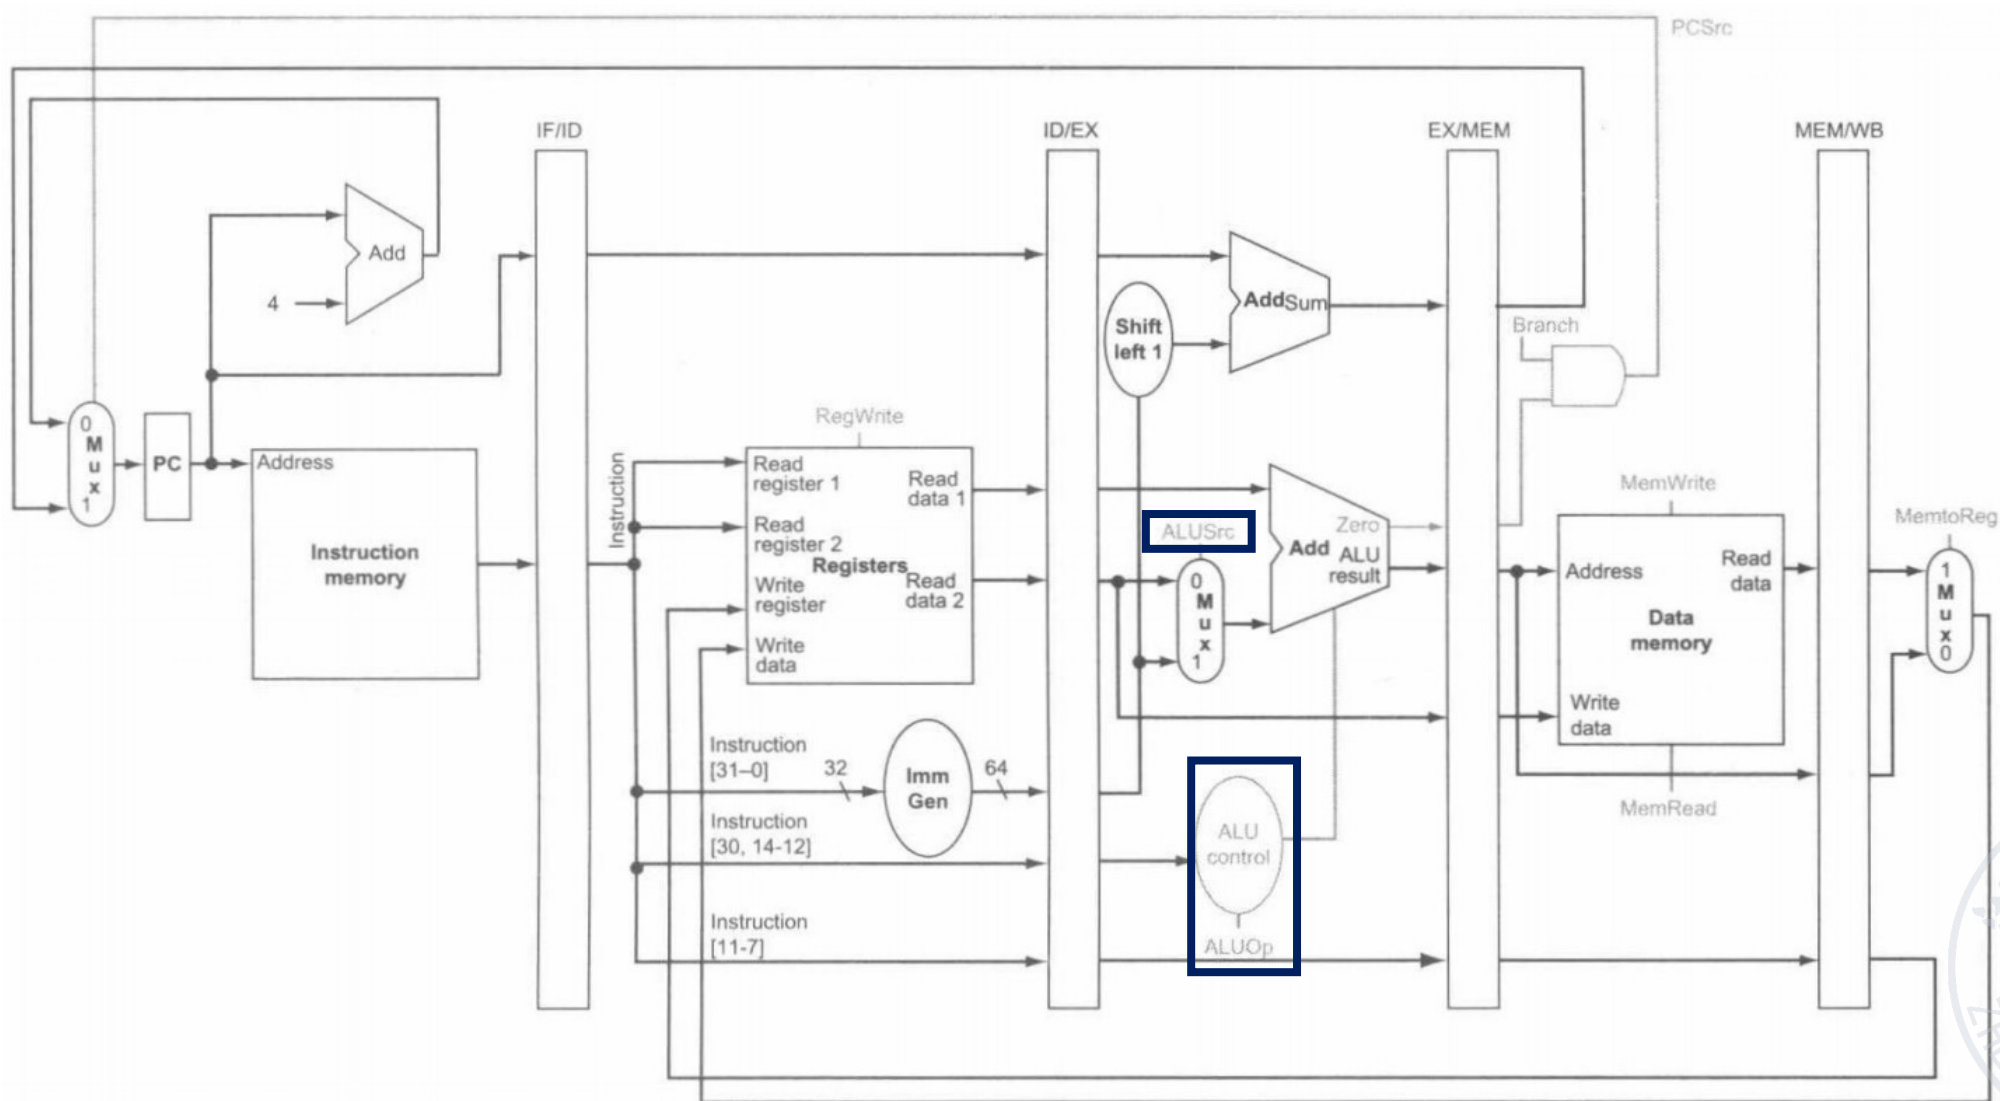 PCSrc
IF/ID
ID/EX
EX/MEM
MEM/WB
Add
4
Add Sum
Shift
left 1
Branch
0
M
u
x
1
PC
Address
Instruction
memory
Instruction
RegWrite
Read
register 1
Read
register 2
Write
register
Write
data
Registers
Read
data 1
Read
data 2
ALUSrc
0
M
u
x
1
Add
Zero
ALU
result
MemWrite
Address
Read
data
Data
memory
Write
data
MemRead
MemtoReg
1
M
u
x
0
Instruction
[31–0]
32
Imm
Gen
64
Instruction
[30, 14-12]
ALU
control
Instruction
[11-7]
ALUOp